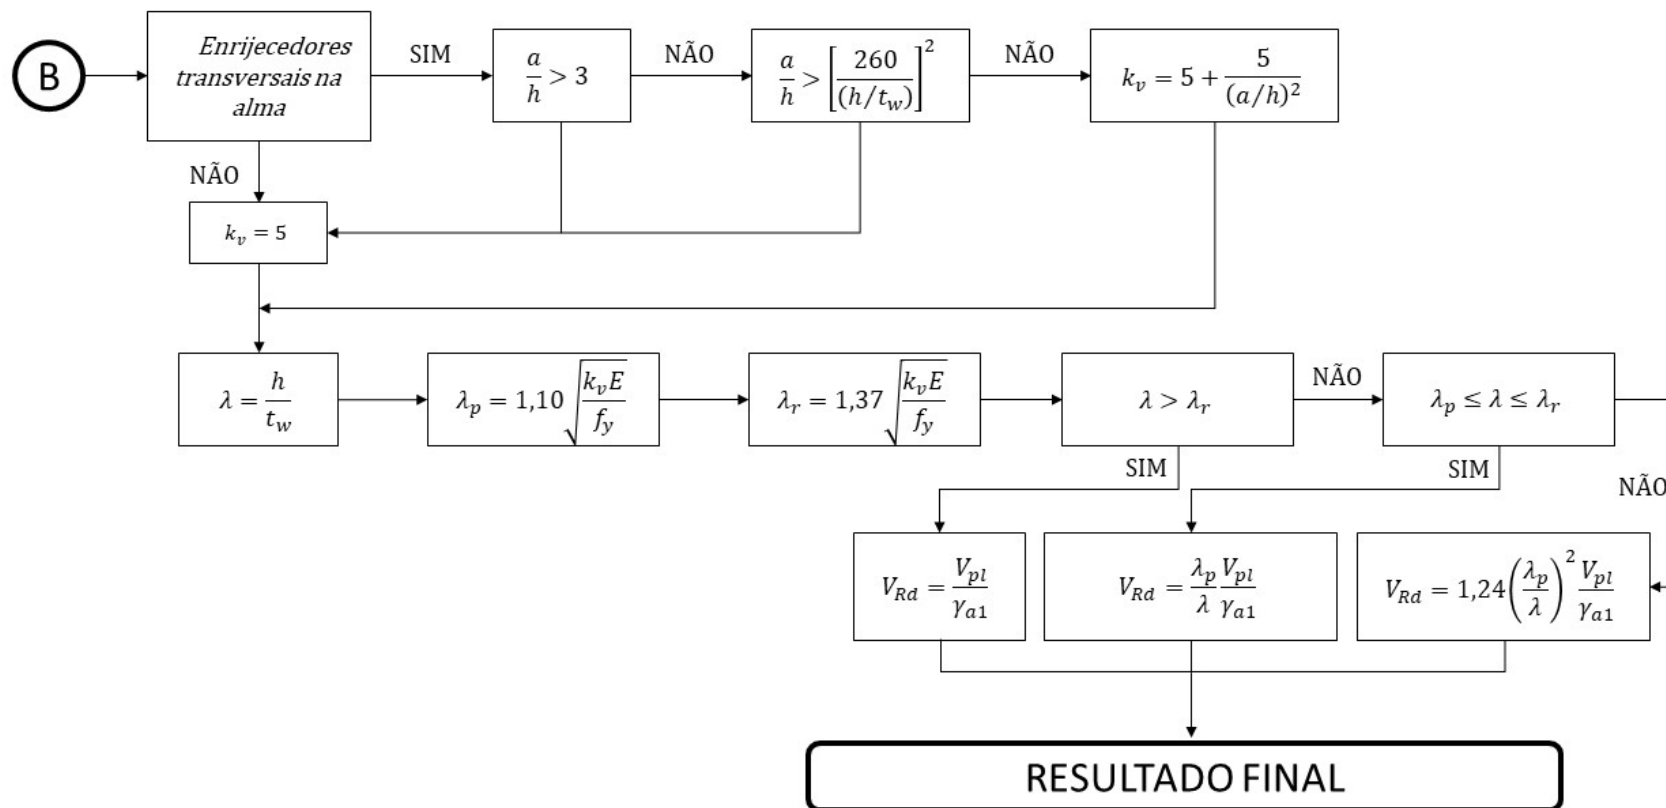 B
Enrijecedores
transversais na
alma
SIM
a/h > 3
NÃO
a/h > [260/(h/t_w)]^2
NÃO
k_v = 5 + 5/(a/h)^2
NÃO
k_v = 5
λ = h/t_w
λ_p = 1,10 √(k_v E/f_y)
λ_r = 1,37 √(k_v E/f_y)
λ > λ_r
NÃO
λ_p ≤ λ ≤ λ_r
SIM
SIM
NÃO
V_Rd = V_pl/γ_a1
V_Rd = λ_p/λ V_pl/γ_a1
V_Rd = 1,24 (λ_p/λ)^2 V_pl/γ_a1
RESULTADO FINAL